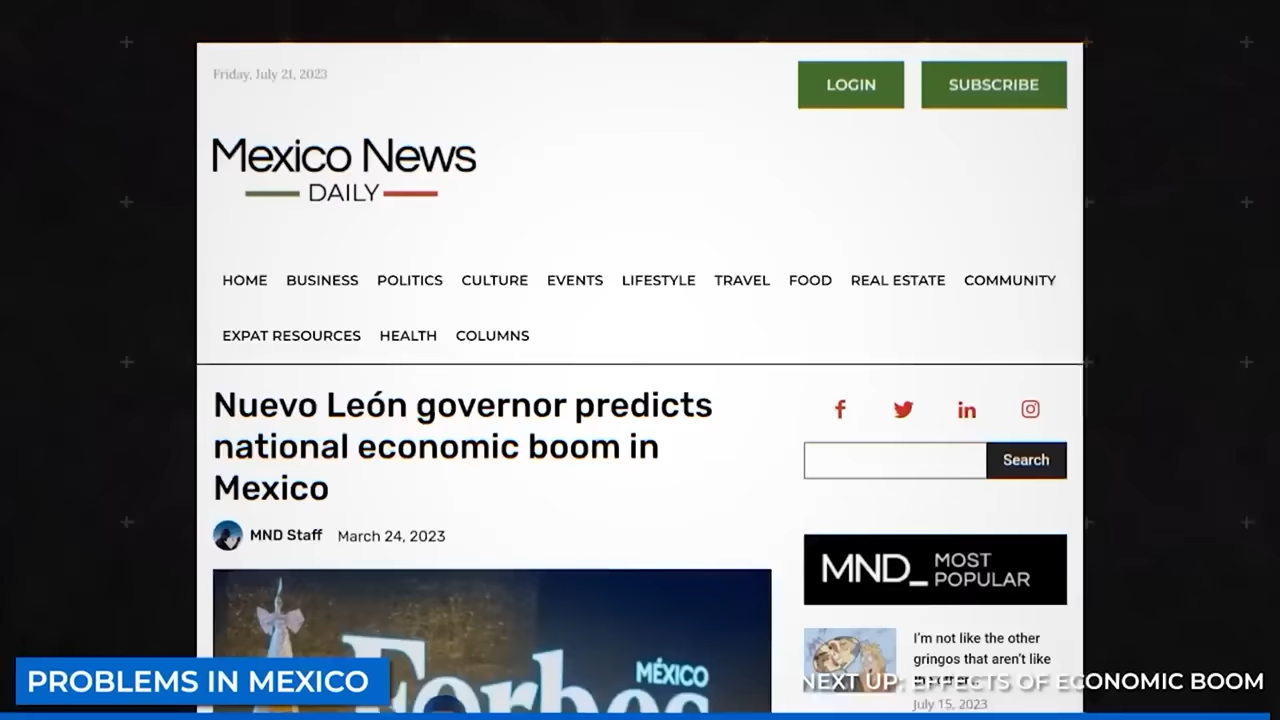 Friday, July 21, 2023
LOGIN
SUBSCRIBE
Mexico News
DAILY
HOME BUSINESS POLITICS CULTURE EVENTS LIFESTYLE TRAVEL FOOD REAL ESTATE COMMUNITY
EXPAT RESOURCES HEALTH COLUMNS
Nuevo León governor predicts
national economic boom in
Mexico
MND Staff March 24, 2023
Search
MND_ MOST
POPULAR
Forbes
MÉXICO
I'm not like the other
gringos that aren't like
July 15, 2023
PROBLEMS IN MEXICO
NEXT UP: EFFECTS OF ECONOMIC BOOM